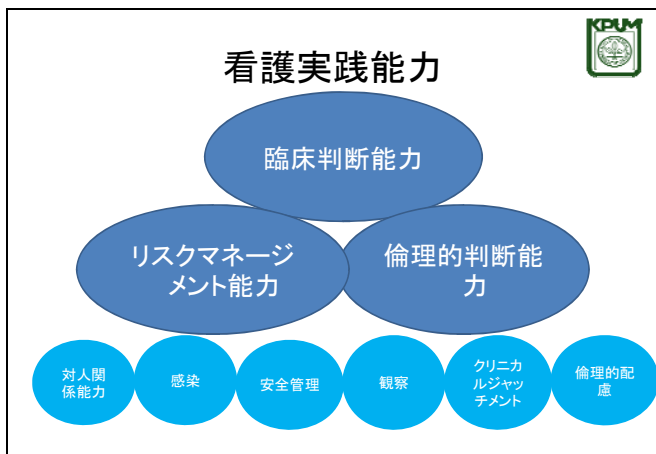 KPUM
看護実践能力
臨床判断能力
リスクマネージ
メント能力
倫理的判断能
力
対人関
係能力
感染
安全管理
観察
クリニカ
ルジャッ
チメント
倫理的配
慮